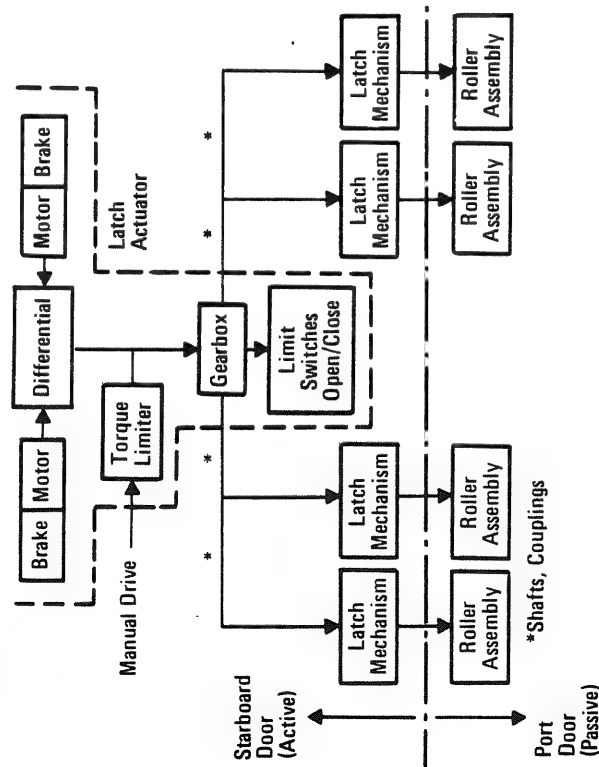 Brake
Motor
Differential
Motor
Brake
Torque
Limiter
Manual Drive
Latch
Actuator
Gearbox
Limit
Switches
Open/Close
*
*
*
*
Latch
Mechanism
Latch
Mechanism
Latch
Mechanism
Latch
Mechanism
Roller
Assembly
Roller
Assembly
Roller
Assembly
Roller
Assembly
Starboard
Door
(Active)
Port
Door
(Passive)
*Shafts, Couplings